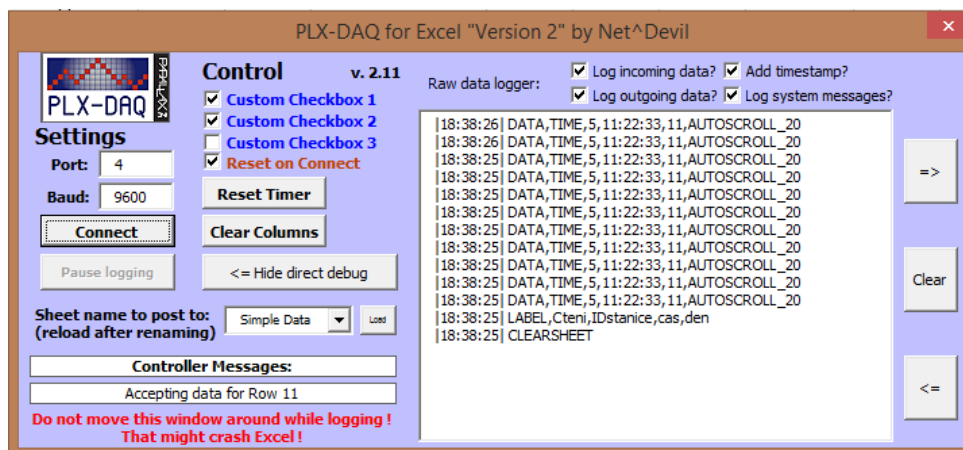 PLX-DAQ for Excel "Version 2" by Net^Devil
PLX-DAQ
PARALLAX
Control v. 2.11
Custom Checkbox 1
Custom Checkbox 2
Custom Checkbox 3
Reset on Connect
Settings
Port: 4
Baud: 9600
Reset Timer
Connect
Clear Columns
Pause logging
<= Hide direct debug
Sheet name to post to:
(reload after renaming)
Simple Data
Load
Controller Messages:
Accepting data for Row 11
Do not move this window around while logging !
That might crash Excel !
Raw data logger:
Log incoming data? Add timestamp?
Log outgoing data? Log system messages?
|18:38:26| DATA,TIME,5,11:22:33,11,AUTOSCROLL_20
|18:38:26| DATA,TIME,5,11:22:33,11,AUTOSCROLL_20
|18:38:25| DATA,TIME,5,11:22:33,11,AUTOSCROLL_20
|18:38:25| DATA,TIME,5,11:22:33,11,AUTOSCROLL_20
|18:38:25| DATA,TIME,5,11:22:33,11,AUTOSCROLL_20
|18:38:25| DATA,TIME,5,11:22:33,11,AUTOSCROLL_20
|18:38:25| DATA,TIME,5,11:22:33,11,AUTOSCROLL_20
|18:38:25| DATA,TIME,5,11:22:33,11,AUTOSCROLL_20
|18:38:25| DATA,TIME,5,11:22:33,11,AUTOSCROLL_20
|18:38:25| DATA,TIME,5,11:22:33,11,AUTOSCROLL_20
|18:38:25| DATA,TIME,5,11:22:33,11,AUTOSCROLL_20
|18:38:25| LABEL,Cteni,IDstanice,cas,den
|18:38:25| CLEARSHEET
=>
Clear
<=